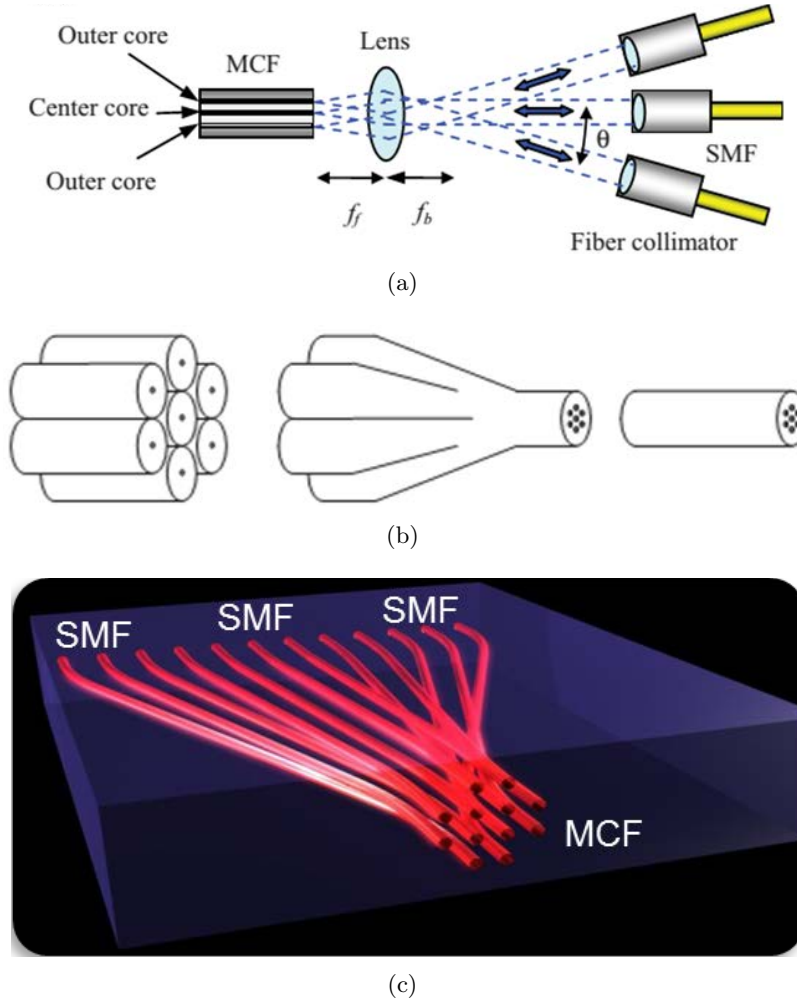 Outer core
MCF
Lens
Center core
Outer core
θ
SMF
f_f
f_b
Fiber collimator
(a)
(b)
SMF
SMF
SMF
MCF
(c)